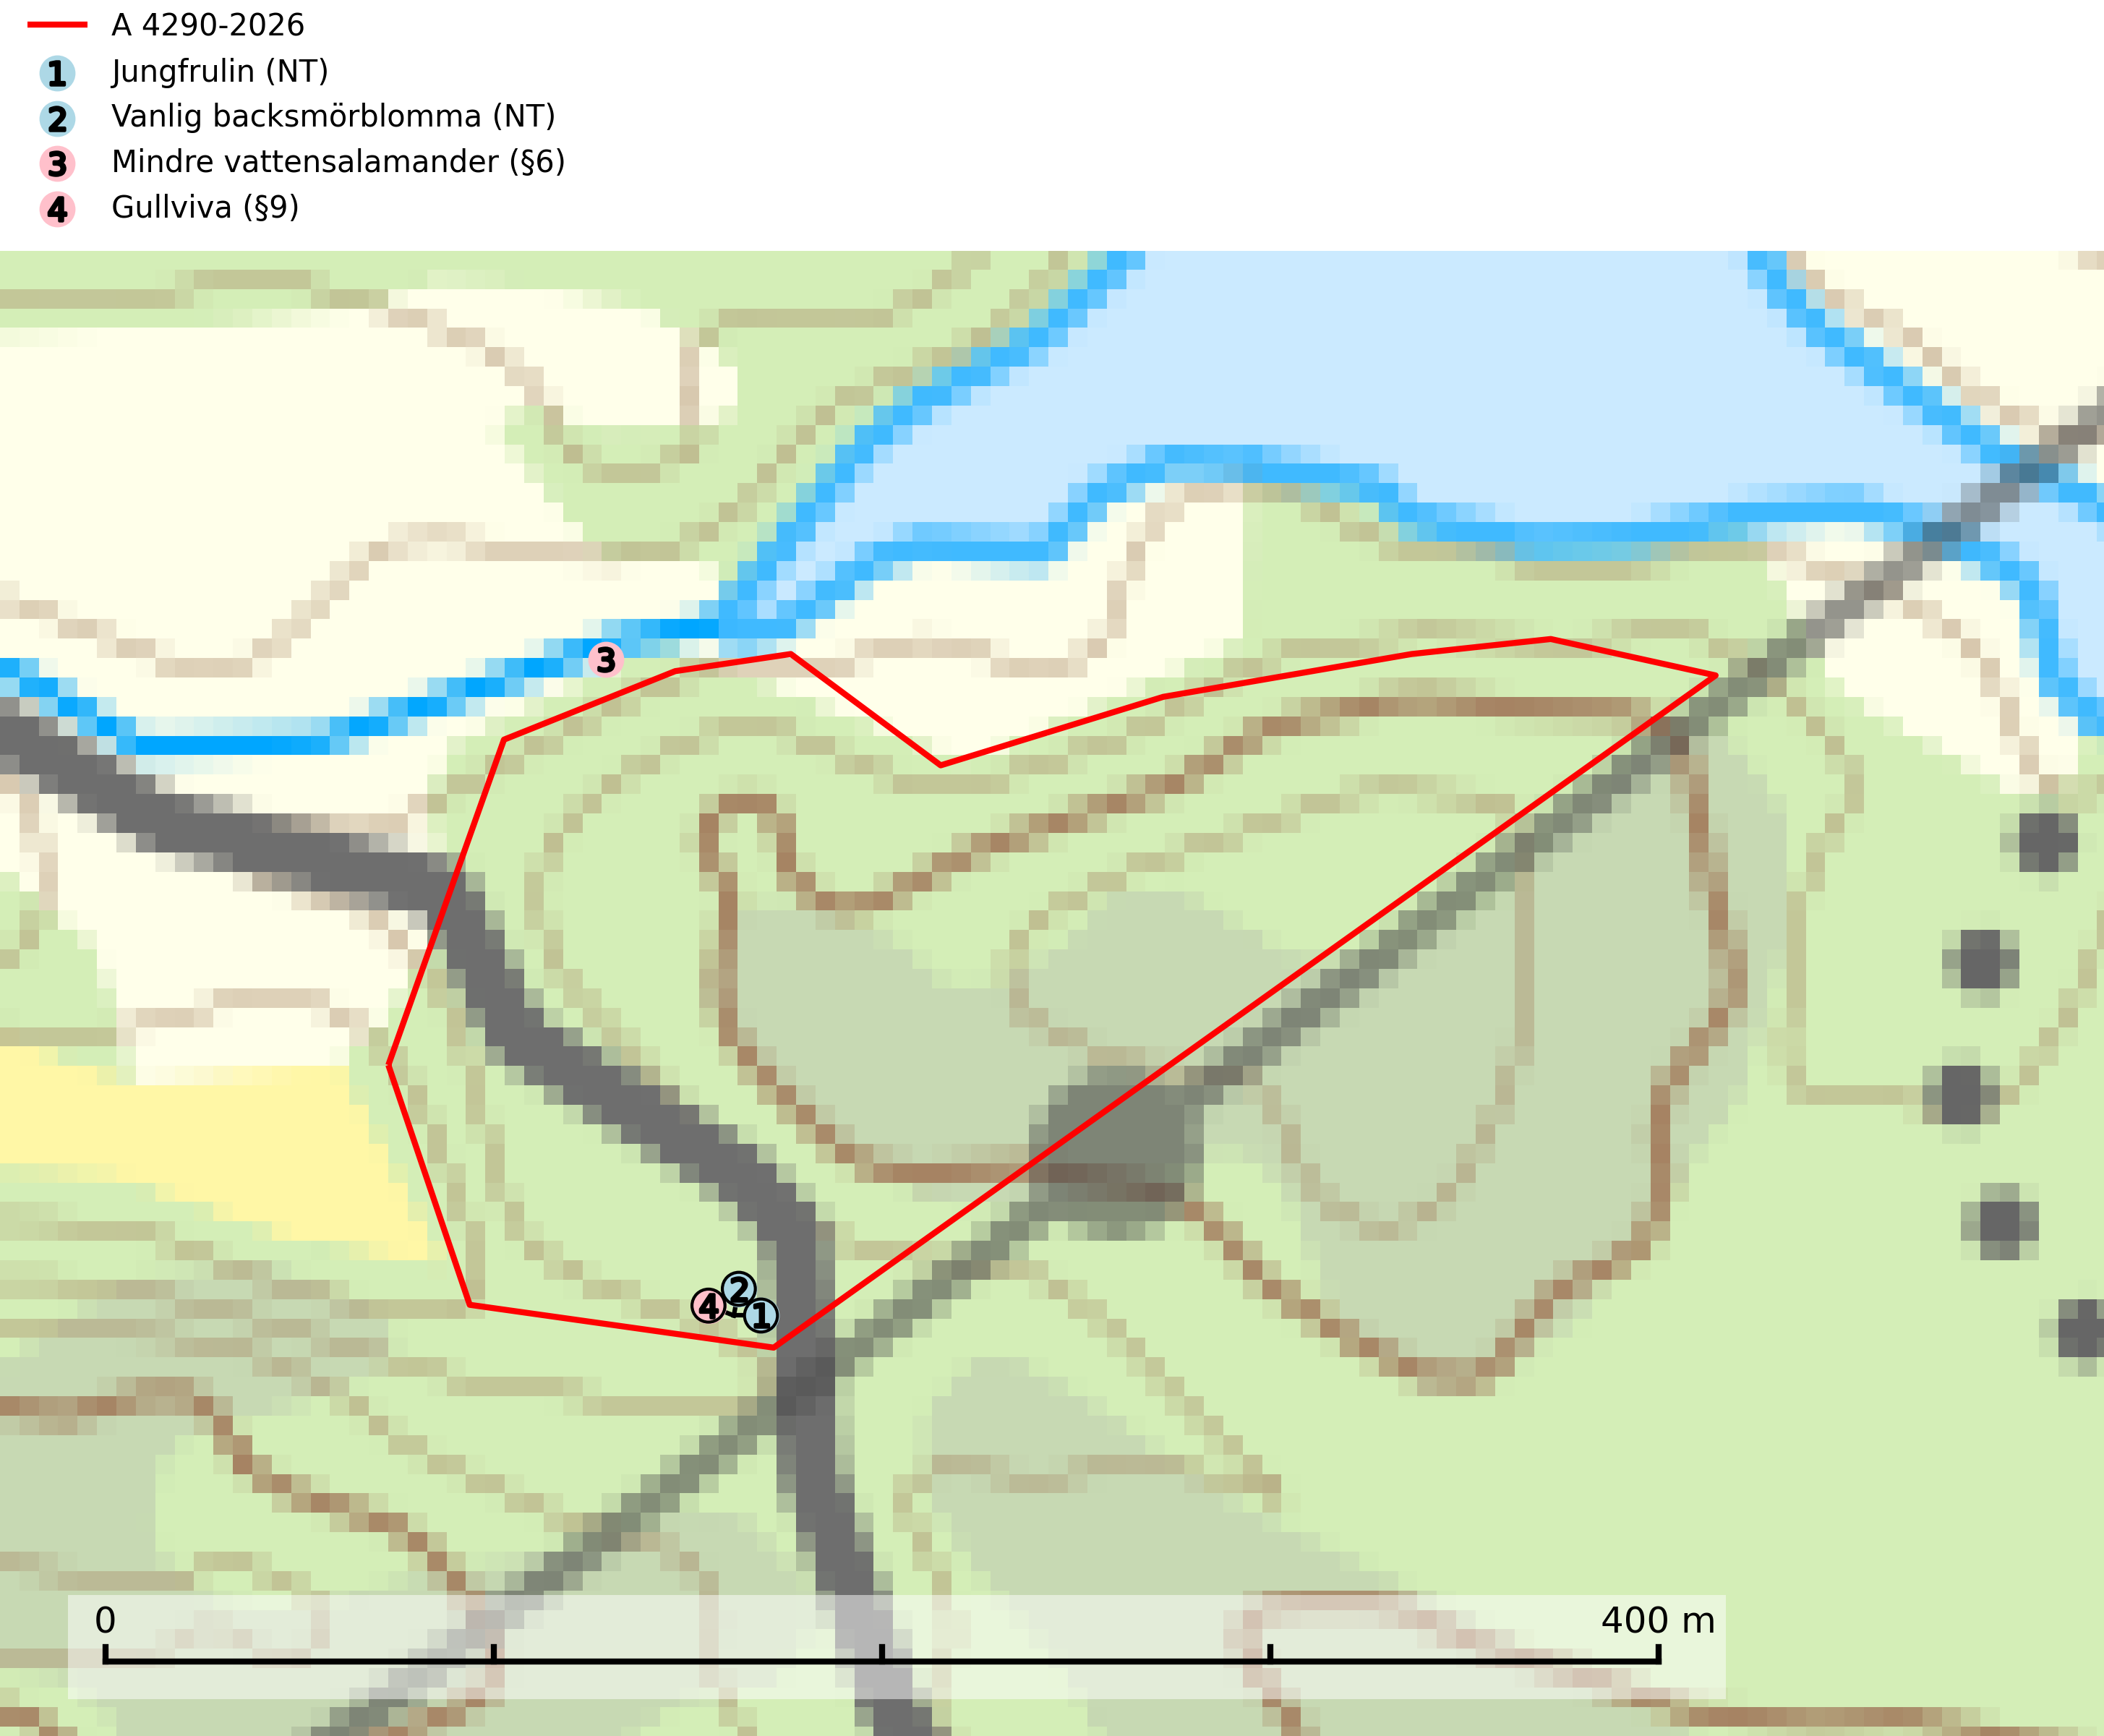 A 4290-2026
1 Jungfrulin (NT)
2 Vanlig backsmörblomma (NT)
3 Mindre vattensalamander (§6)
4 Gullviva (§9)
3
2
4
1
0 400 m